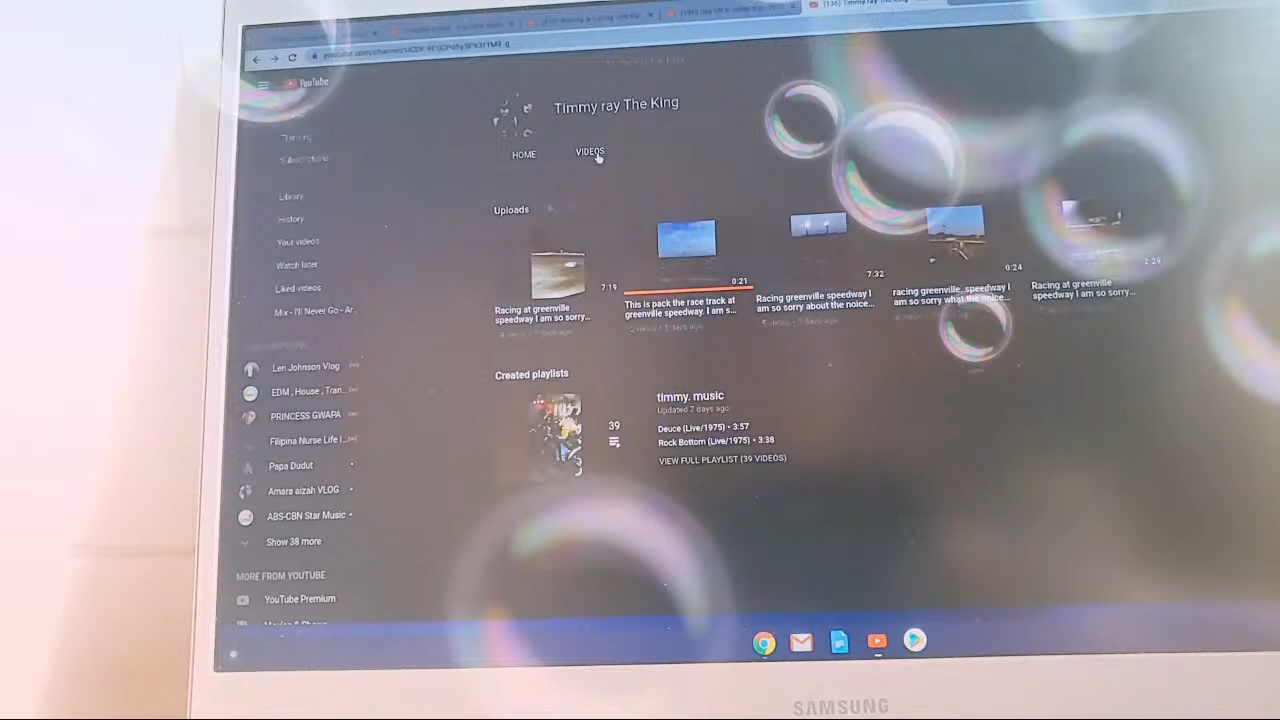 YouTube
Timmy ray The King
HOME
VIDEOS
Library
History
Your videos
Watch later
Liked videos
Mix - I'll Never Go - Ar...
Len Johnson Vlog
EDM , House , Tran...
PRINCESS GWAPA
Filipina Nurse Life I...
Papa Dudut
Amara aizah VLOG
ABS-CBN Star Music
Show 38 more
MORE FROM YOUTUBE
YouTube Premium
Uploads
7:19
Racing at greenville
speedway I am so sorry...
0:21
This is pack the race track at
greenville speedway. I am s...
7:32
Racing greenville speedway I
am so sorry about the noice...
0:24
racing greenville, speedway I
am so sorry what the noice...
2:29
Racing at greenville
speedway I am so sorry...
Created playlists
39
timmy. music
Updated 7 days ago
Deuce (Live/1975) • 3:57
Rock Bottom (Live/1975) • 3:38
VIEW FULL PLAYLIST (39 VIDEOS)
SAMSUNG